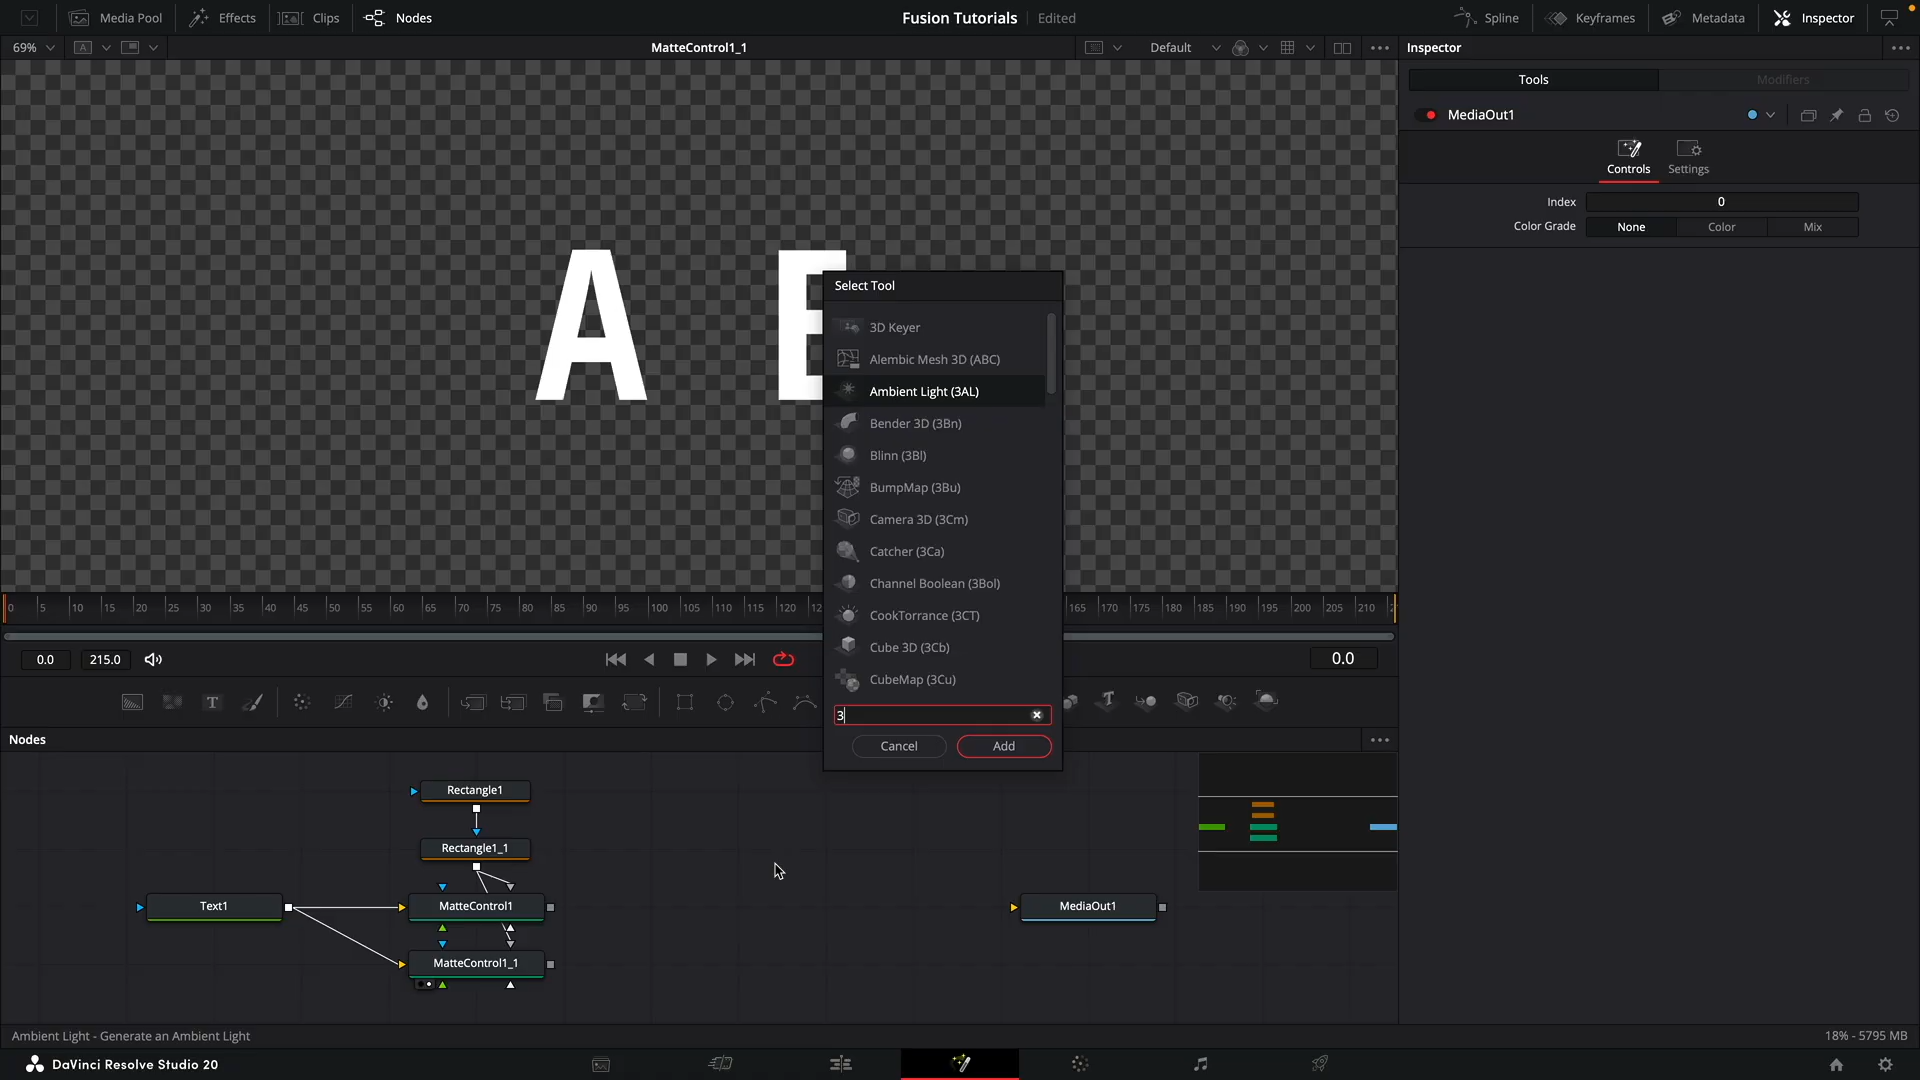 Media Pool
Effects
Clips
Nodes
Fusion Tutorials
Edited
Spline
Keyframes
Metadata
Inspector
69%
A
MatteControl1_1
Default
Inspector
Tools
Modifiers
MediaOut1
Controls
Settings
Index
0
Color Grade
None
Color
Mix
A
Select Tool
3D Keyer
Alembic Mesh 3D (ABC)
Ambient Light (3AL)
Bender 3D (3Bn)
Blinn (3Bl)
BumpMap (3Bu)
Camera 3D (3Cm)
Catcher (3Ca)
Channel Boolean (3Bol)
CookTorrance (3CT)
Cube 3D (3Cb)
CubeMap (3Cu)
3
Cancel
Add
0 5 10 15 20 25 30 35 40 45 50 55 60 65 70 75 80 85 90 95 100 105 110 115 120 165 170 175 180 185 190 195 200 205 210
0.0
215.0
0.0
T
Nodes
Rectangle1
Rectangle1_1
Text1
MatteControl1
MatteControl1_1
MediaOut1
Ambient Light - Generate an Ambient Light
18% - 5795 MB
DaVinci Resolve Studio 20